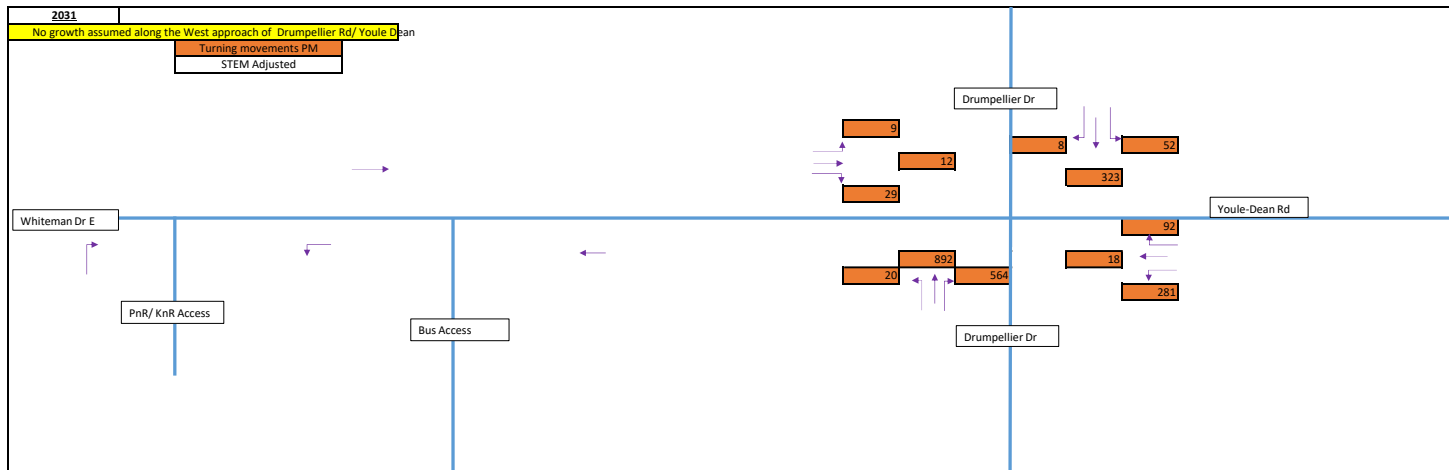 2031
No growth assumed along the West approach of Drumpellier Rd/ Youle Dean
Turning movements PM
STEM Adjusted
Drumpellier Dr
9
8
52
12
323
29
Whiteman Dr E
Youle-Dean Rd
92
892
18
20
564
281
PnR/ KnR Access
Bus Access
Drumpellier Dr